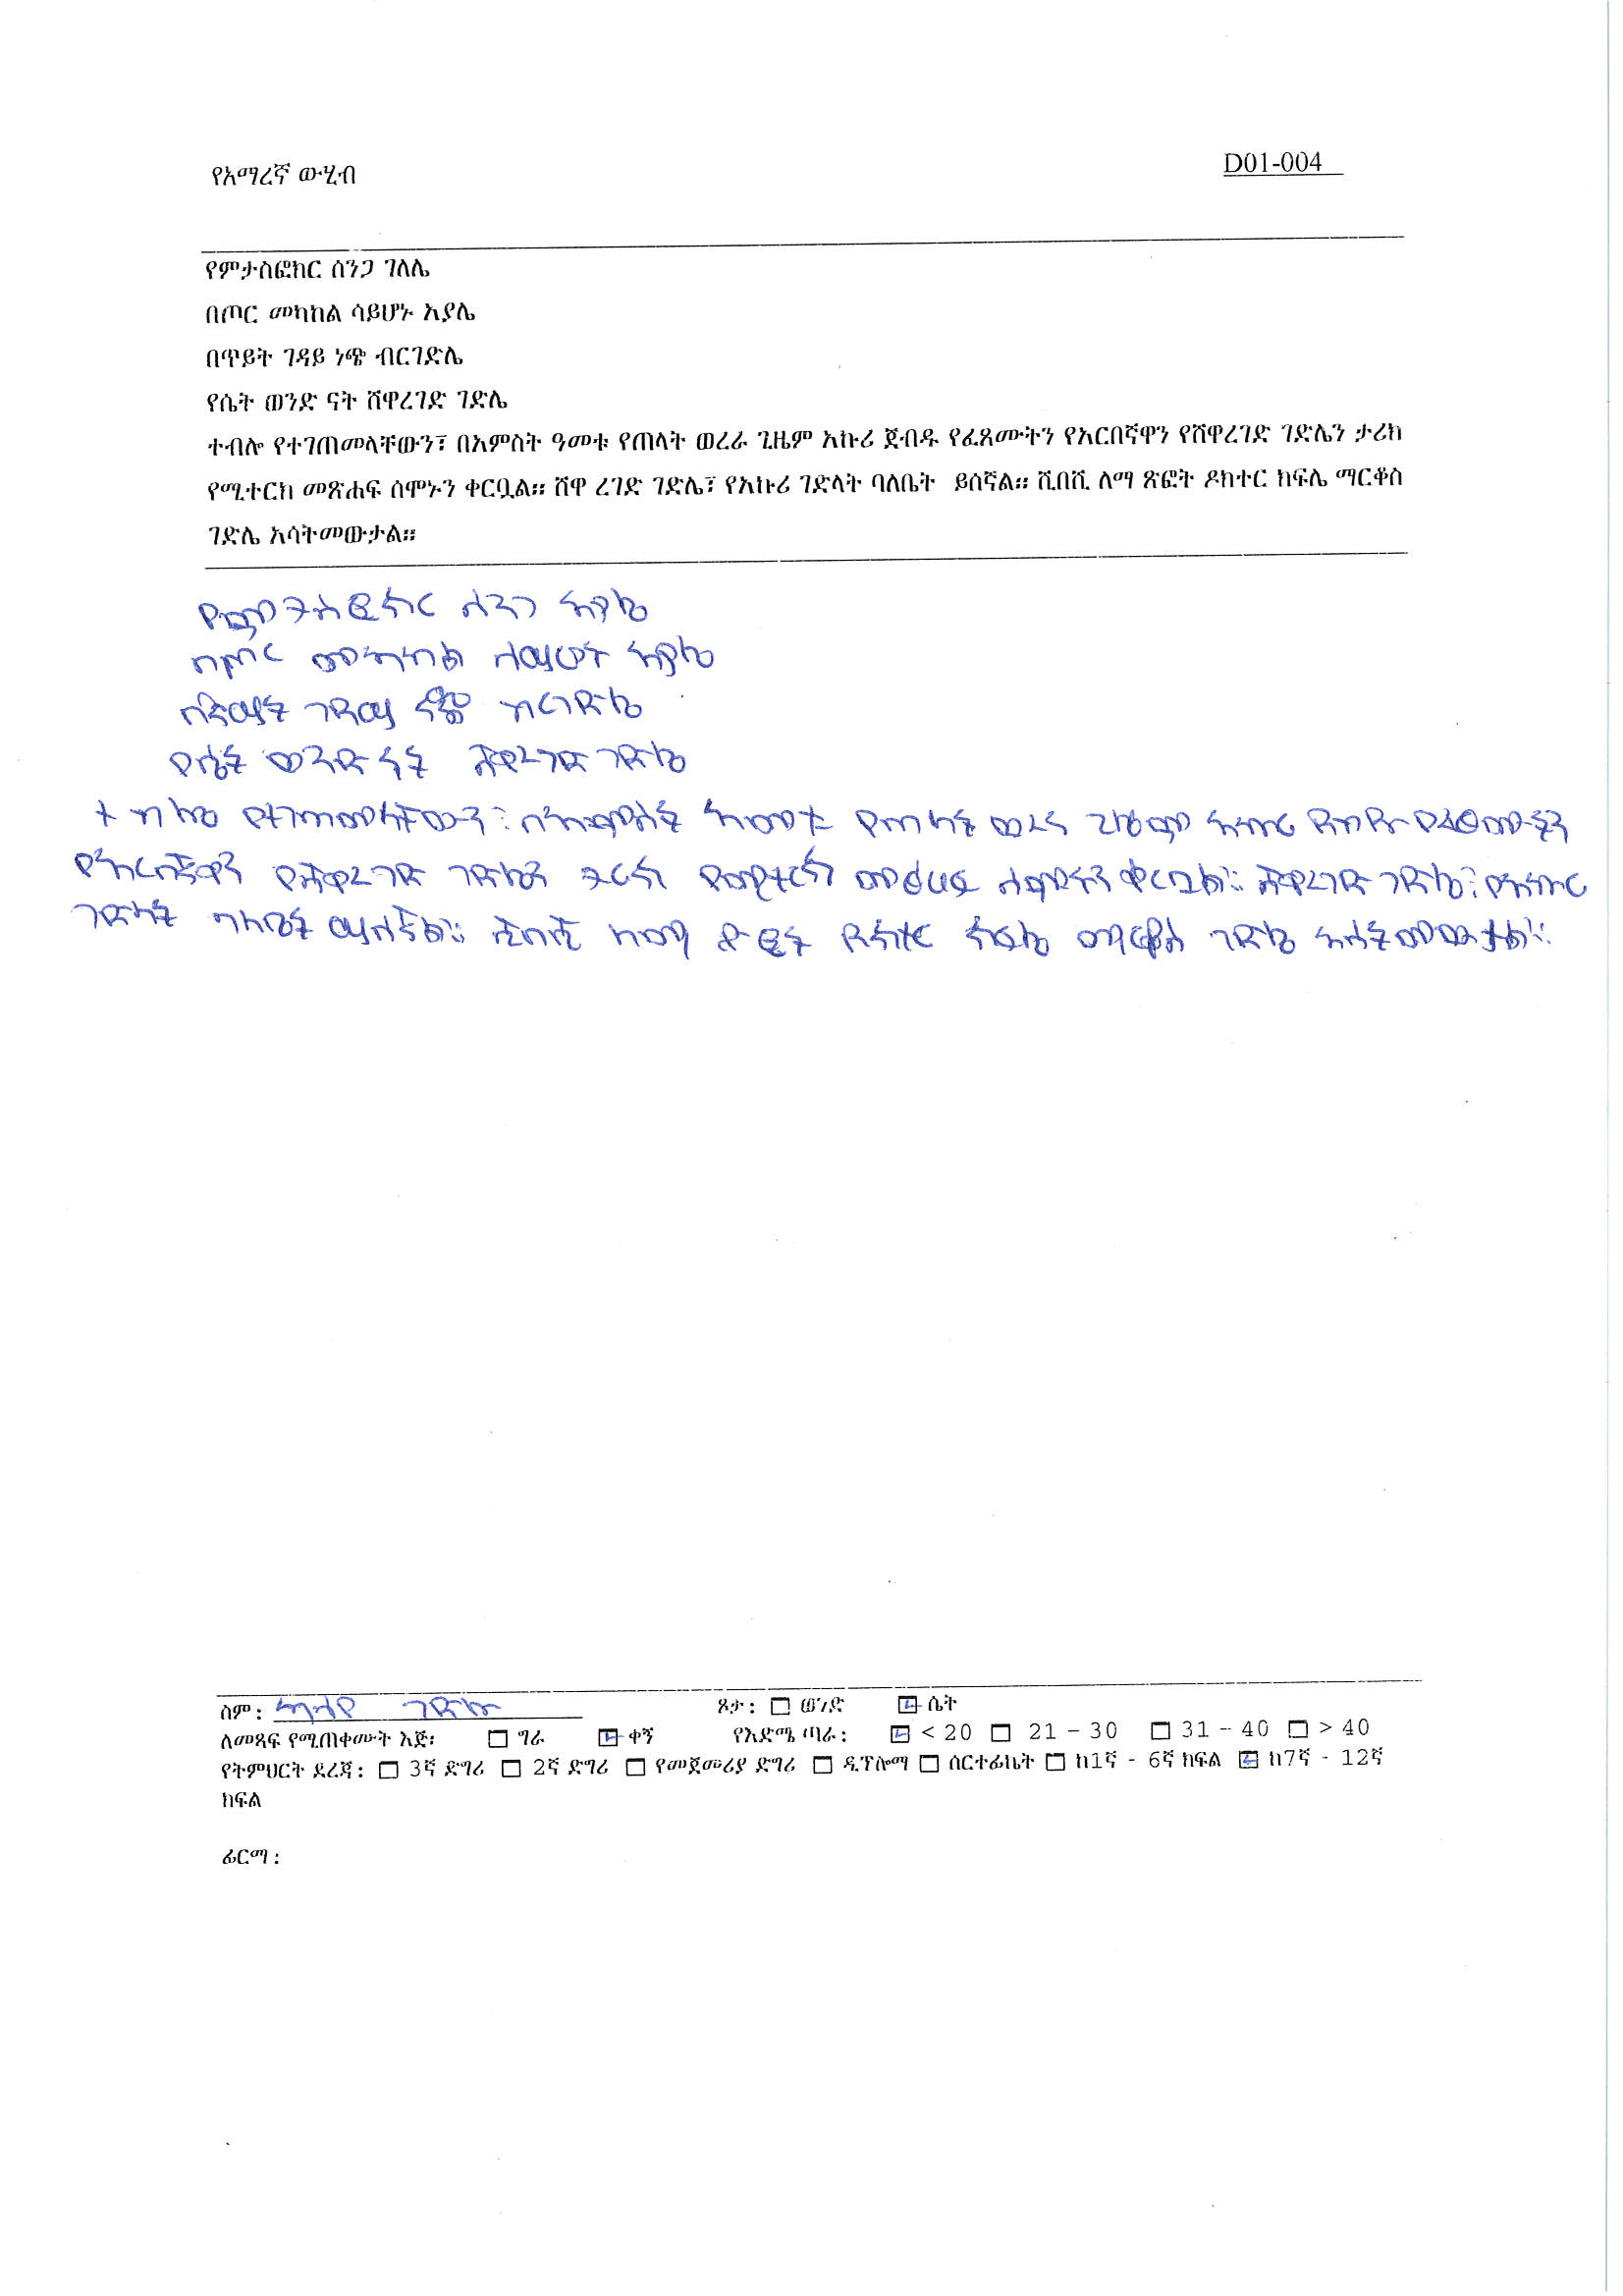 የአማረኛ ውሂብ
D01-004
የምታስፎክር ሰንጋ ገለሌ
በጦር መካከል ሳይሆኑ አያሌ
በጥይት ገዳይ ነጭ ብርገድሌ
የሴት ወንድ ናት ሸዋረገድ ገድሌ
ተብሎ የተገጠመላቸውን፣ በአምስት ዓመቱ የጠላት ወረራ ጊዜም አኩሪ ጀብዱ የፈጸሙትን የአርበኛዋን የሸዋረገድ ገድሌን ታሪክ
የሚተርክ መጽሐፍ ሰሞኑን ቀርቧል። ሸዋ ረገድ ገድሌ፣ የአኩሪ ገድላት ባለቤት ይሰኛል። ሺበሺ ለማ ጽፎት ዶክተር ክፍሌ ማርቆስ
ገድሌ አሳትመውታል።
የምታስፎክር ሰንጋ አያሌ
በጦር መካከል ሳይሆኑ አያሌ
በጥይት ገዳይ ነጭ ብርገድሌ
የሴት ወንድ ናት ሸዋረገድ ገድሌ
ተብሎ የተገጠመላቸውን፣ በአምስት አመቱ የጠላት ወረራ ጊዜም አኩሪ ጀብዱ የፈፀሙትን
የአርበኛዋን የሸዋረገድ ገድሌን ታሪክ የሚተርክ መፅሀፍ ሰሞኑን ቀርቧል። ሸዋረገድ ገድሌ፣ የአኩሪ
ገድላት ባለቤት ይሰኛል። ሺበሺ ለማ ፅፎት ዶክተር ክፍሌ ማርቆስ ገድሌ አሳትመውታል።
ስም: ገድሉ ጾታ: ወንድ ሴት
ለመጻፍ የሚጠቀሙት እጅ፡ ግራ ቀኝ የእድሜ ጣራ: < 20 21 – 30 31 – 40 > 40
የትምህርት ደረጃ: 3ኛ ድግሪ 2ኛ ድግሪ የመጀመሪያ ድግሪ ዲፕሎማ ሰርተፊኬት ከ1ኛ - 6ኛ ክፍል ከ7ኛ - 12ኛ
ክፍል
ፊርማ: